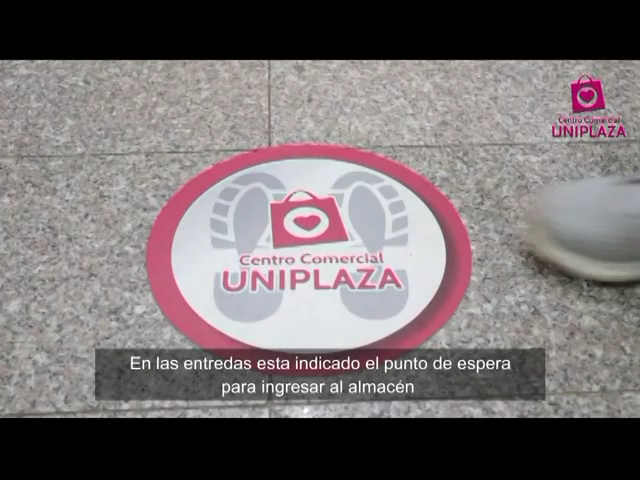 Centro Comercial
UNIPLAZA
Centro Comercial
UNIPLAZA
En las entredas esta indicado el punto de espera
para ingresar al almacén